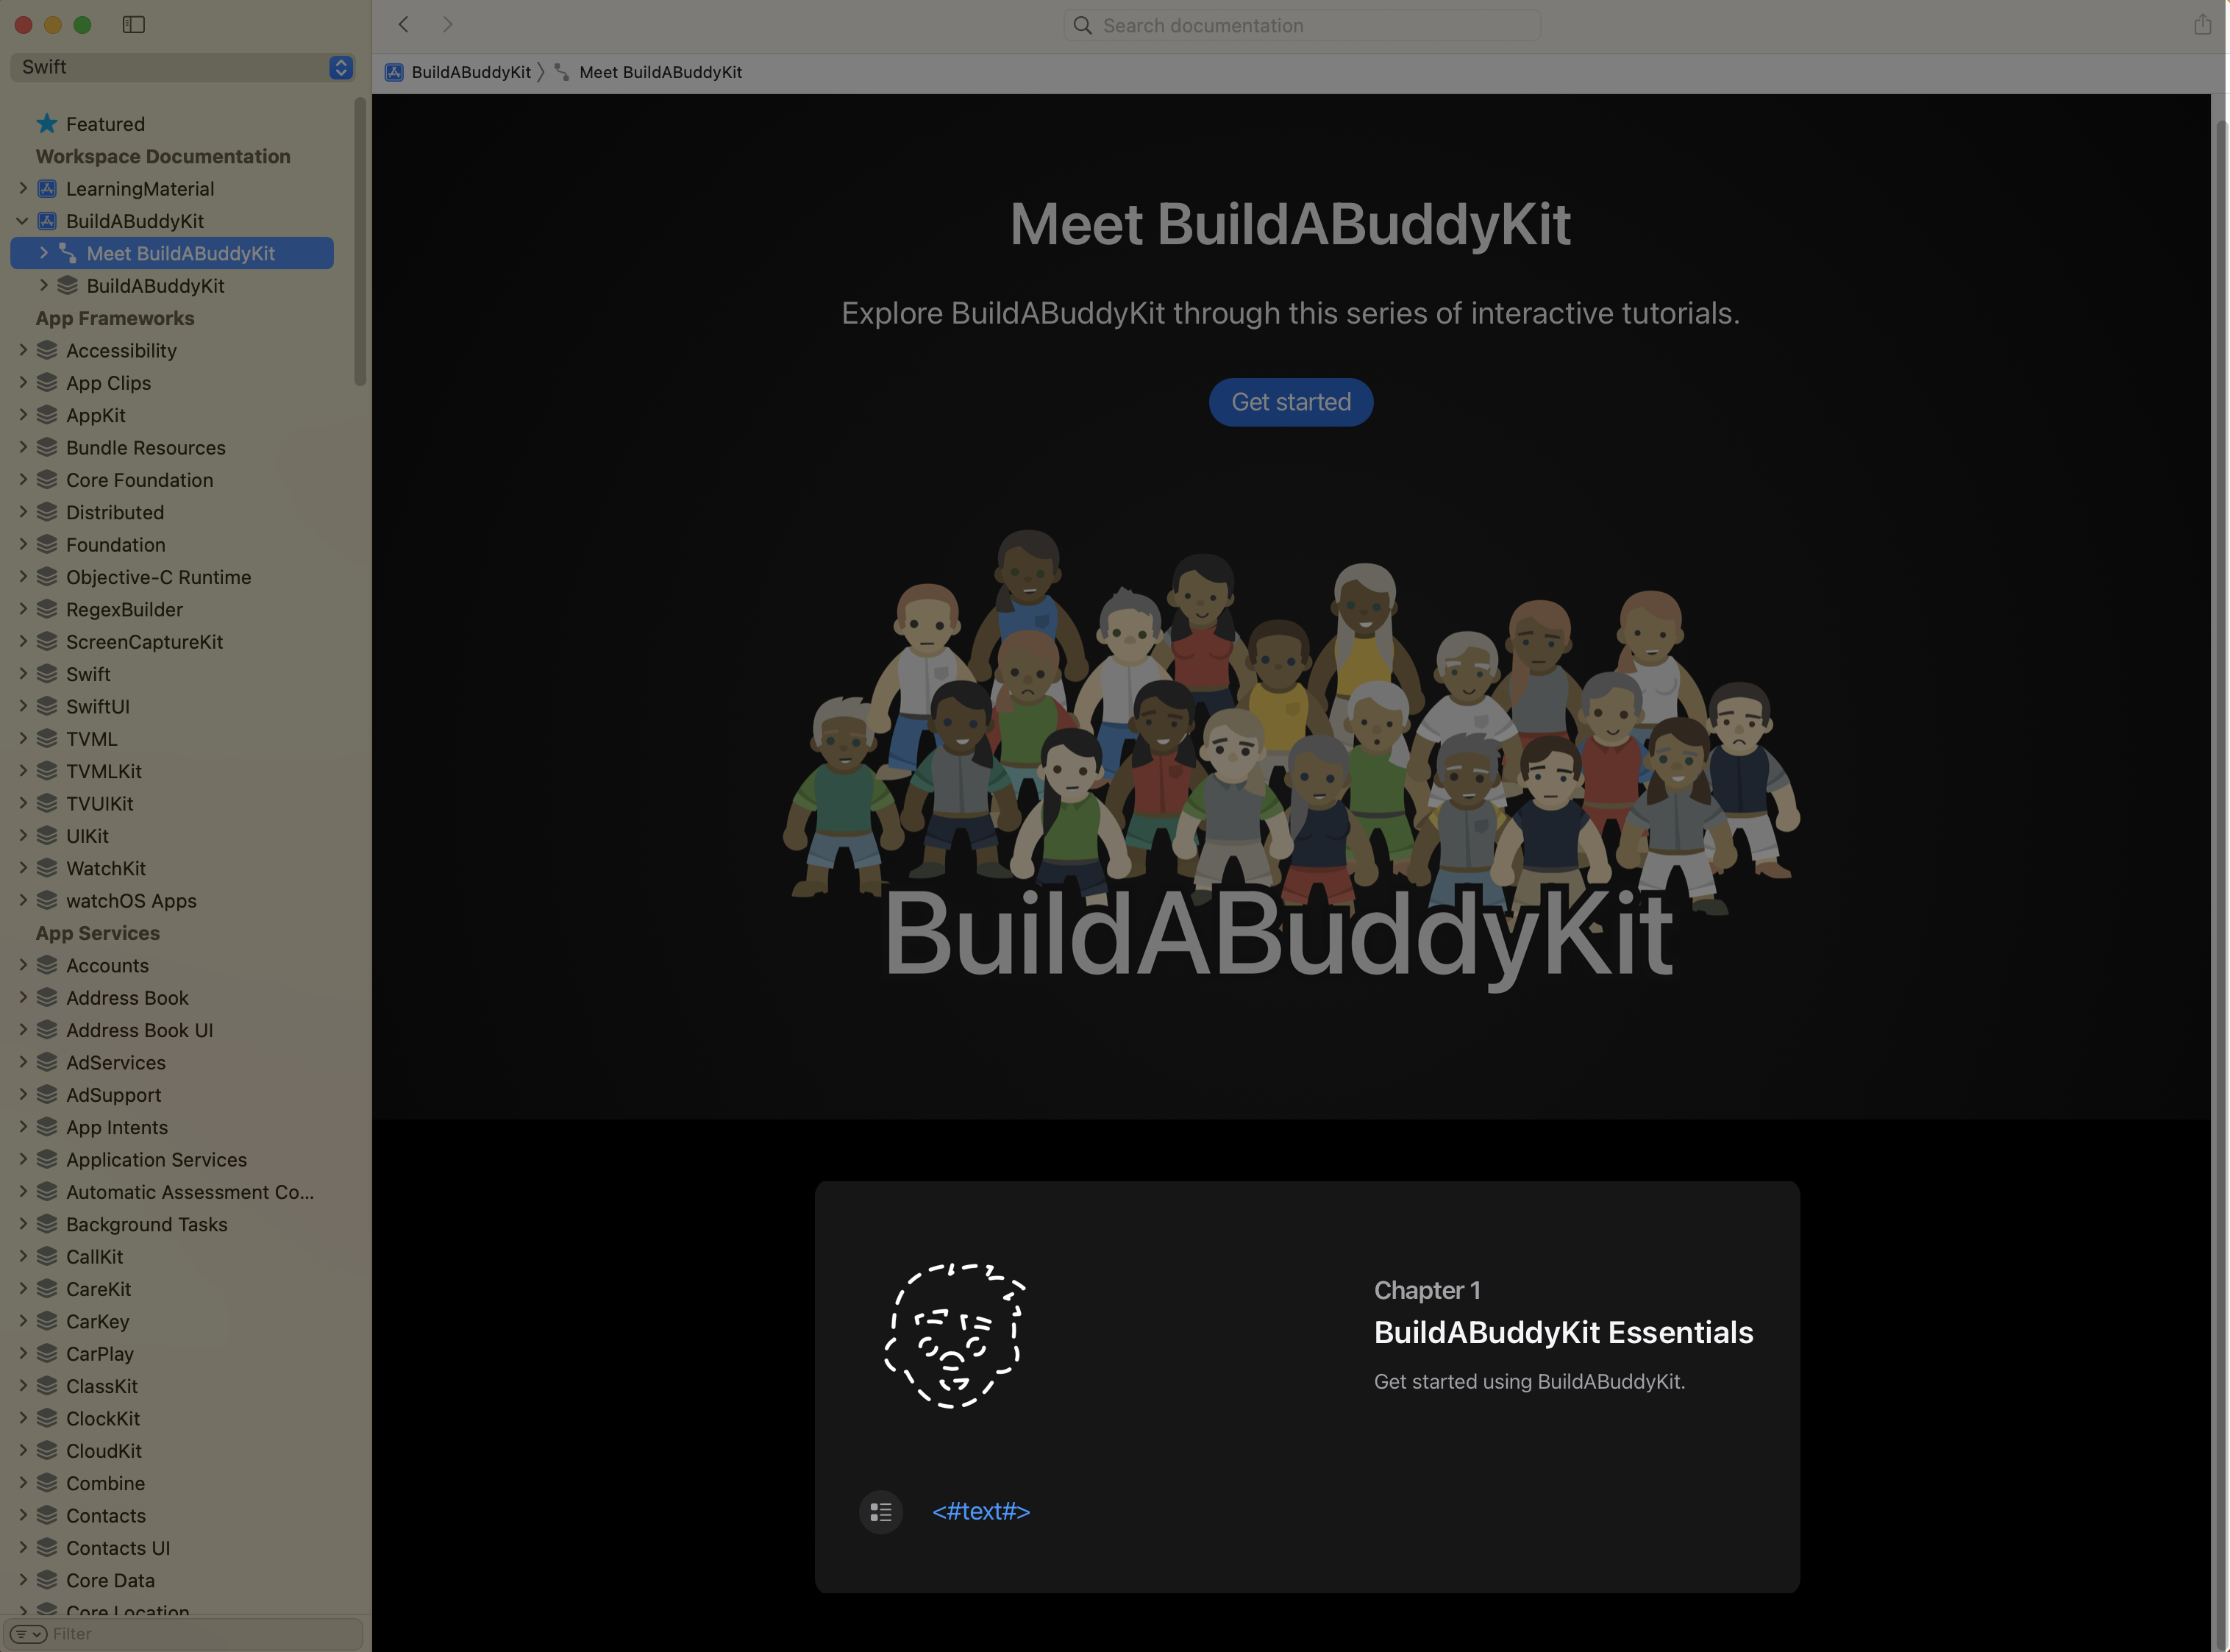 Swift
Featured
Workspace Documentation
LearningMaterial
BuildABuddyKit
Meet BuildABuddyKit
BuildABuddyKit
App Frameworks
Accessibility
App Clips
AppKit
Bundle Resources
Core Foundation
Distributed
Foundation
Objective-C Runtime
RegexBuilder
ScreenCaptureKit
Swift
SwiftUI
TVML
TVMLKit
TVUIKit
UIKit
WatchKit
watchOS Apps
App Services
Accounts
Address Book
Address Book UI
AdServices
AdSupport
App Intents
Application Services
Automatic Assessment Co...
Background Tasks
CallKit
CareKit
CarKey
CarPlay
ClassKit
ClockKit
CloudKit
Combine
Contacts
Contacts UI
Core Data
Core Location
Filter
Search documentation
BuildABuddyKit 〉 Meet BuildABuddyKit
Meet BuildABuddyKit
Explore BuildABuddyKit through this series of interactive tutorials.
Get started
BuildABuddyKit
Chapter 1
BuildABuddyKit Essentials
Get started using BuildABuddyKit.
<#text#>